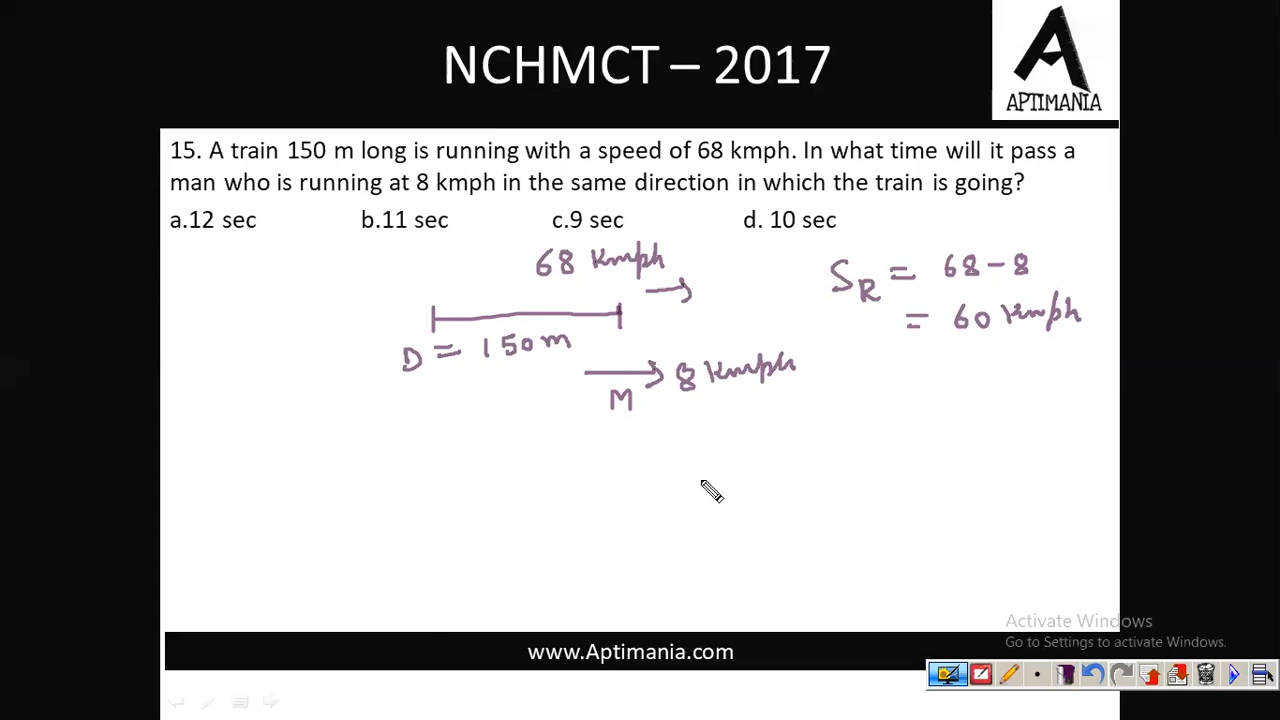 NCHMCT – 2017
APTIMANIA
15. A train 150 m long is running with a speed of 68 kmph. In what time will it pass a
man who is running at 8 kmph in the same direction in which the train is going?
a.12 sec b.11 sec c.9 sec d. 10 sec
68 Kmph
D = 150m
8 Kmph
M
SR = 68 - 8
= 60 Kmph
Activate Windows
Go to Settings to activate Windows.
www.Aptimania.com